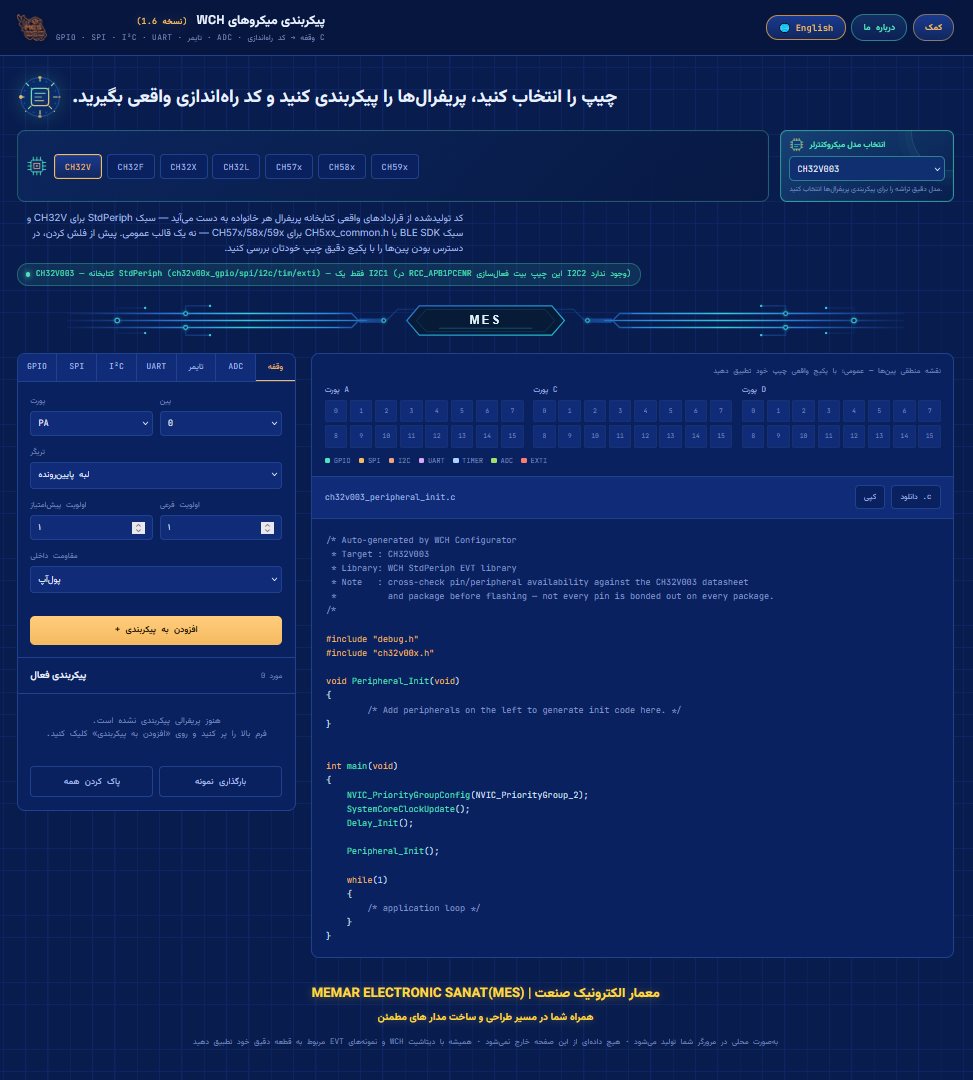 پیکربندی میکروهای WCH (نسخه 1.6)
GPIO · SPI · I²C · UART · تایمر · ADC · وقفه → کد راه‌اندازی C
English
درباره ما
کمک
چیپ را انتخاب کنید، پریفرال‌ها را پیکربندی کنید و کد راه‌اندازی واقعی بگیرید.
CH32V
CH32F
CH32X
CH32L
CH57x
CH58x
CH59x
انتخاب مدل میکروکنترلر
CH32V003
مدل دقیق تراشه را برای پیکربندی پریفرال‌ها انتخاب کنید.
کد تولیدشده از قراردادهای واقعی کتابخانه پریفرال هر خانواده به دست می‌آید — سبک StdPeriph برای CH32V و
سبک BLE SDK با CH5xx_common.h برای CH57x/58x/59x — نه یک قالب عمومی. پیش از فلش کردن، در
دسترس بودن پین‌ها را با پکیج دقیق چیپ خودتان بررسی کنید.
CH32V003 — کتابخانه StdPeriph (ch32v00x_gpio/spi/i2c/tim/exti) — فقط یک I2C1 (در RCC_APB1PCENR این چیپ بیت فعال‌سازی I2C2 وجود ندارد)
MES
GPIO
SPI
I²C
UART
تایمر
ADC
وقفه
پورت
پین
PA
0
تریگر
لبه پایین‌رونده
اولویت پیش‌امتیاز
اولویت فرعی
۱
۱
مقاومت داخلی
پول‌آپ
افزودن به پیکربندی +
پیکربندی فعال
0 مورد
هنوز پریفرالی پیکربندی نشده است.
فرم بالا را پر کنید و روی «افزودن به پیکربندی» کلیک کنید.
پاک کردن همه
بارگذاری نمونه
نقشه منطقی پین‌ها — عمومی؛ با پکیج واقعی چیپ خود تطبیق دهید
پورت A
پورت C
پورت D
0 1 2 3 4 5 6 7 0 1 2 3 4 5 6 7 0 1 2 3 4 5 6 7
8 9 10 11 12 13 14 15 8 9 10 11 12 13 14 15 8 9 10 11 12 13 14 15
GPIO SPI I2C UART TIMER ADC EXTI
ch32v003_peripheral_init.c
کپی
دانلود .c
/* Auto-generated by WCH Configurator
* Target : CH32V003
* Library: WCH StdPeriph EVT library
* Note : cross-check pin/peripheral availability against the CH32V003 datasheet
* and package before flashing — not every pin is bonded out on every package.
/*
#include "debug.h"
#include "ch32v00x.h"
void Peripheral_Init(void)
{
/* Add peripherals on the left to generate init code here. */
}
int main(void)
{
NVIC_PriorityGroupConfig(NVIC_PriorityGroup_2);
SystemCoreClockUpdate();
Delay_Init();
Peripheral_Init();
while(1)
{
/* application loop */
}
}
معمار الکترونیک صنعت | MEMAR ELECTRONIC SANAT(MES)
همراه شما در مسیر طراحی و ساخت مدار های مطمئن
به‌صورت محلی در مرورگر شما تولید می‌شود · هیچ داده‌ای از این صفحه خارج نمی‌شود · همیشه با دیتاشیت WCH و نمونه‌های EVT مربوط به قطعه دقیق خود تطبیق دهید